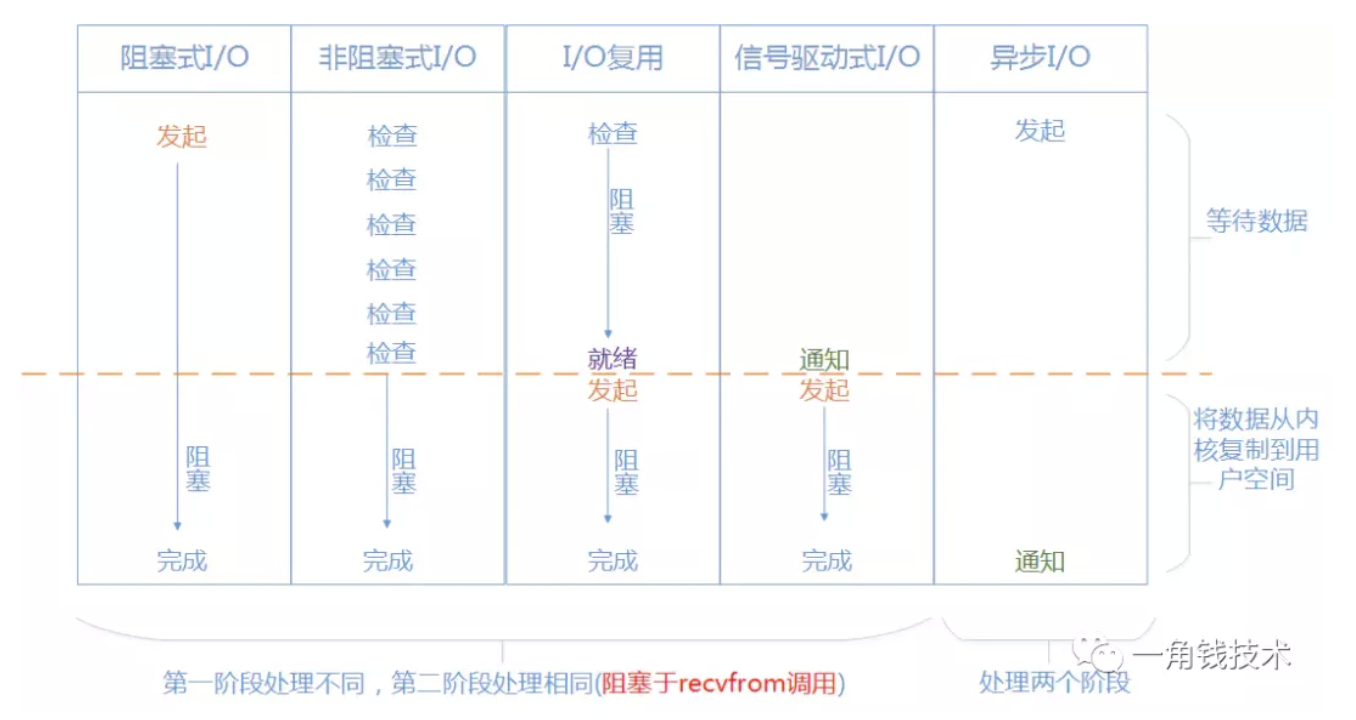 阻塞式I/O 非阻塞式I/O I/O复用 信号驱动式I/O 异步I/O
发起 检查 检查 发起
检查
阻塞
检查
等待数据
检查
检查
检查 就绪 通知
发起 发起
将数据从内
核复制到用
户空间
阻塞 阻塞 阻塞 阻塞
完成 完成 完成 完成 通知
一角钱技术
第一阶段处理不同，第二阶段处理相同(阻塞于recvfrom调用) 处理两个阶段